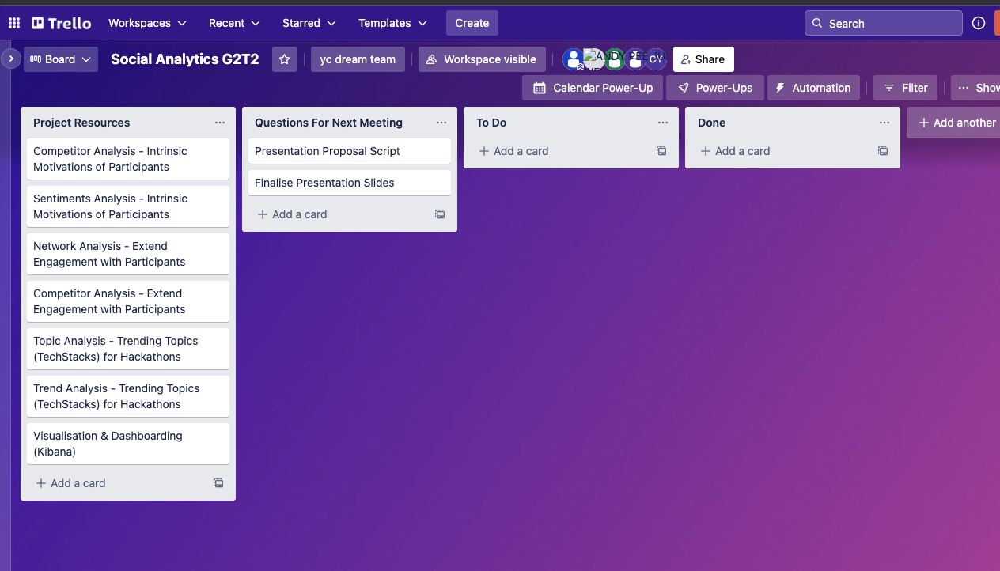 Trello
Workspaces
Recent
Starred
Templates
Create
Search
Board
Social Analytics G2T2
yc dream team
Workspace visible
CY
Share
Calendar Power-Up
Power-Ups
Automation
Filter
Project Resources
Competitor Analysis - Intrinsic
Motivations of Participants
Sentiments Analysis - Intrinsic
Motivations of Participants
Network Analysis - Extend
Engagement with Participants
Competitor Analysis - Extend
Engagement with Participants
Topic Analysis - Trending Topics
(TechStacks) for Hackathons
Trend Analysis - Trending Topics
(TechStacks) for Hackathons
Visualisation & Dashboarding
(Kibana)
+ Add a card
Questions For Next Meeting
Presentation Proposal Script
Finalise Presentation Slides
+ Add a card
To Do
+ Add a card
Done
+ Add a card
+ Add another